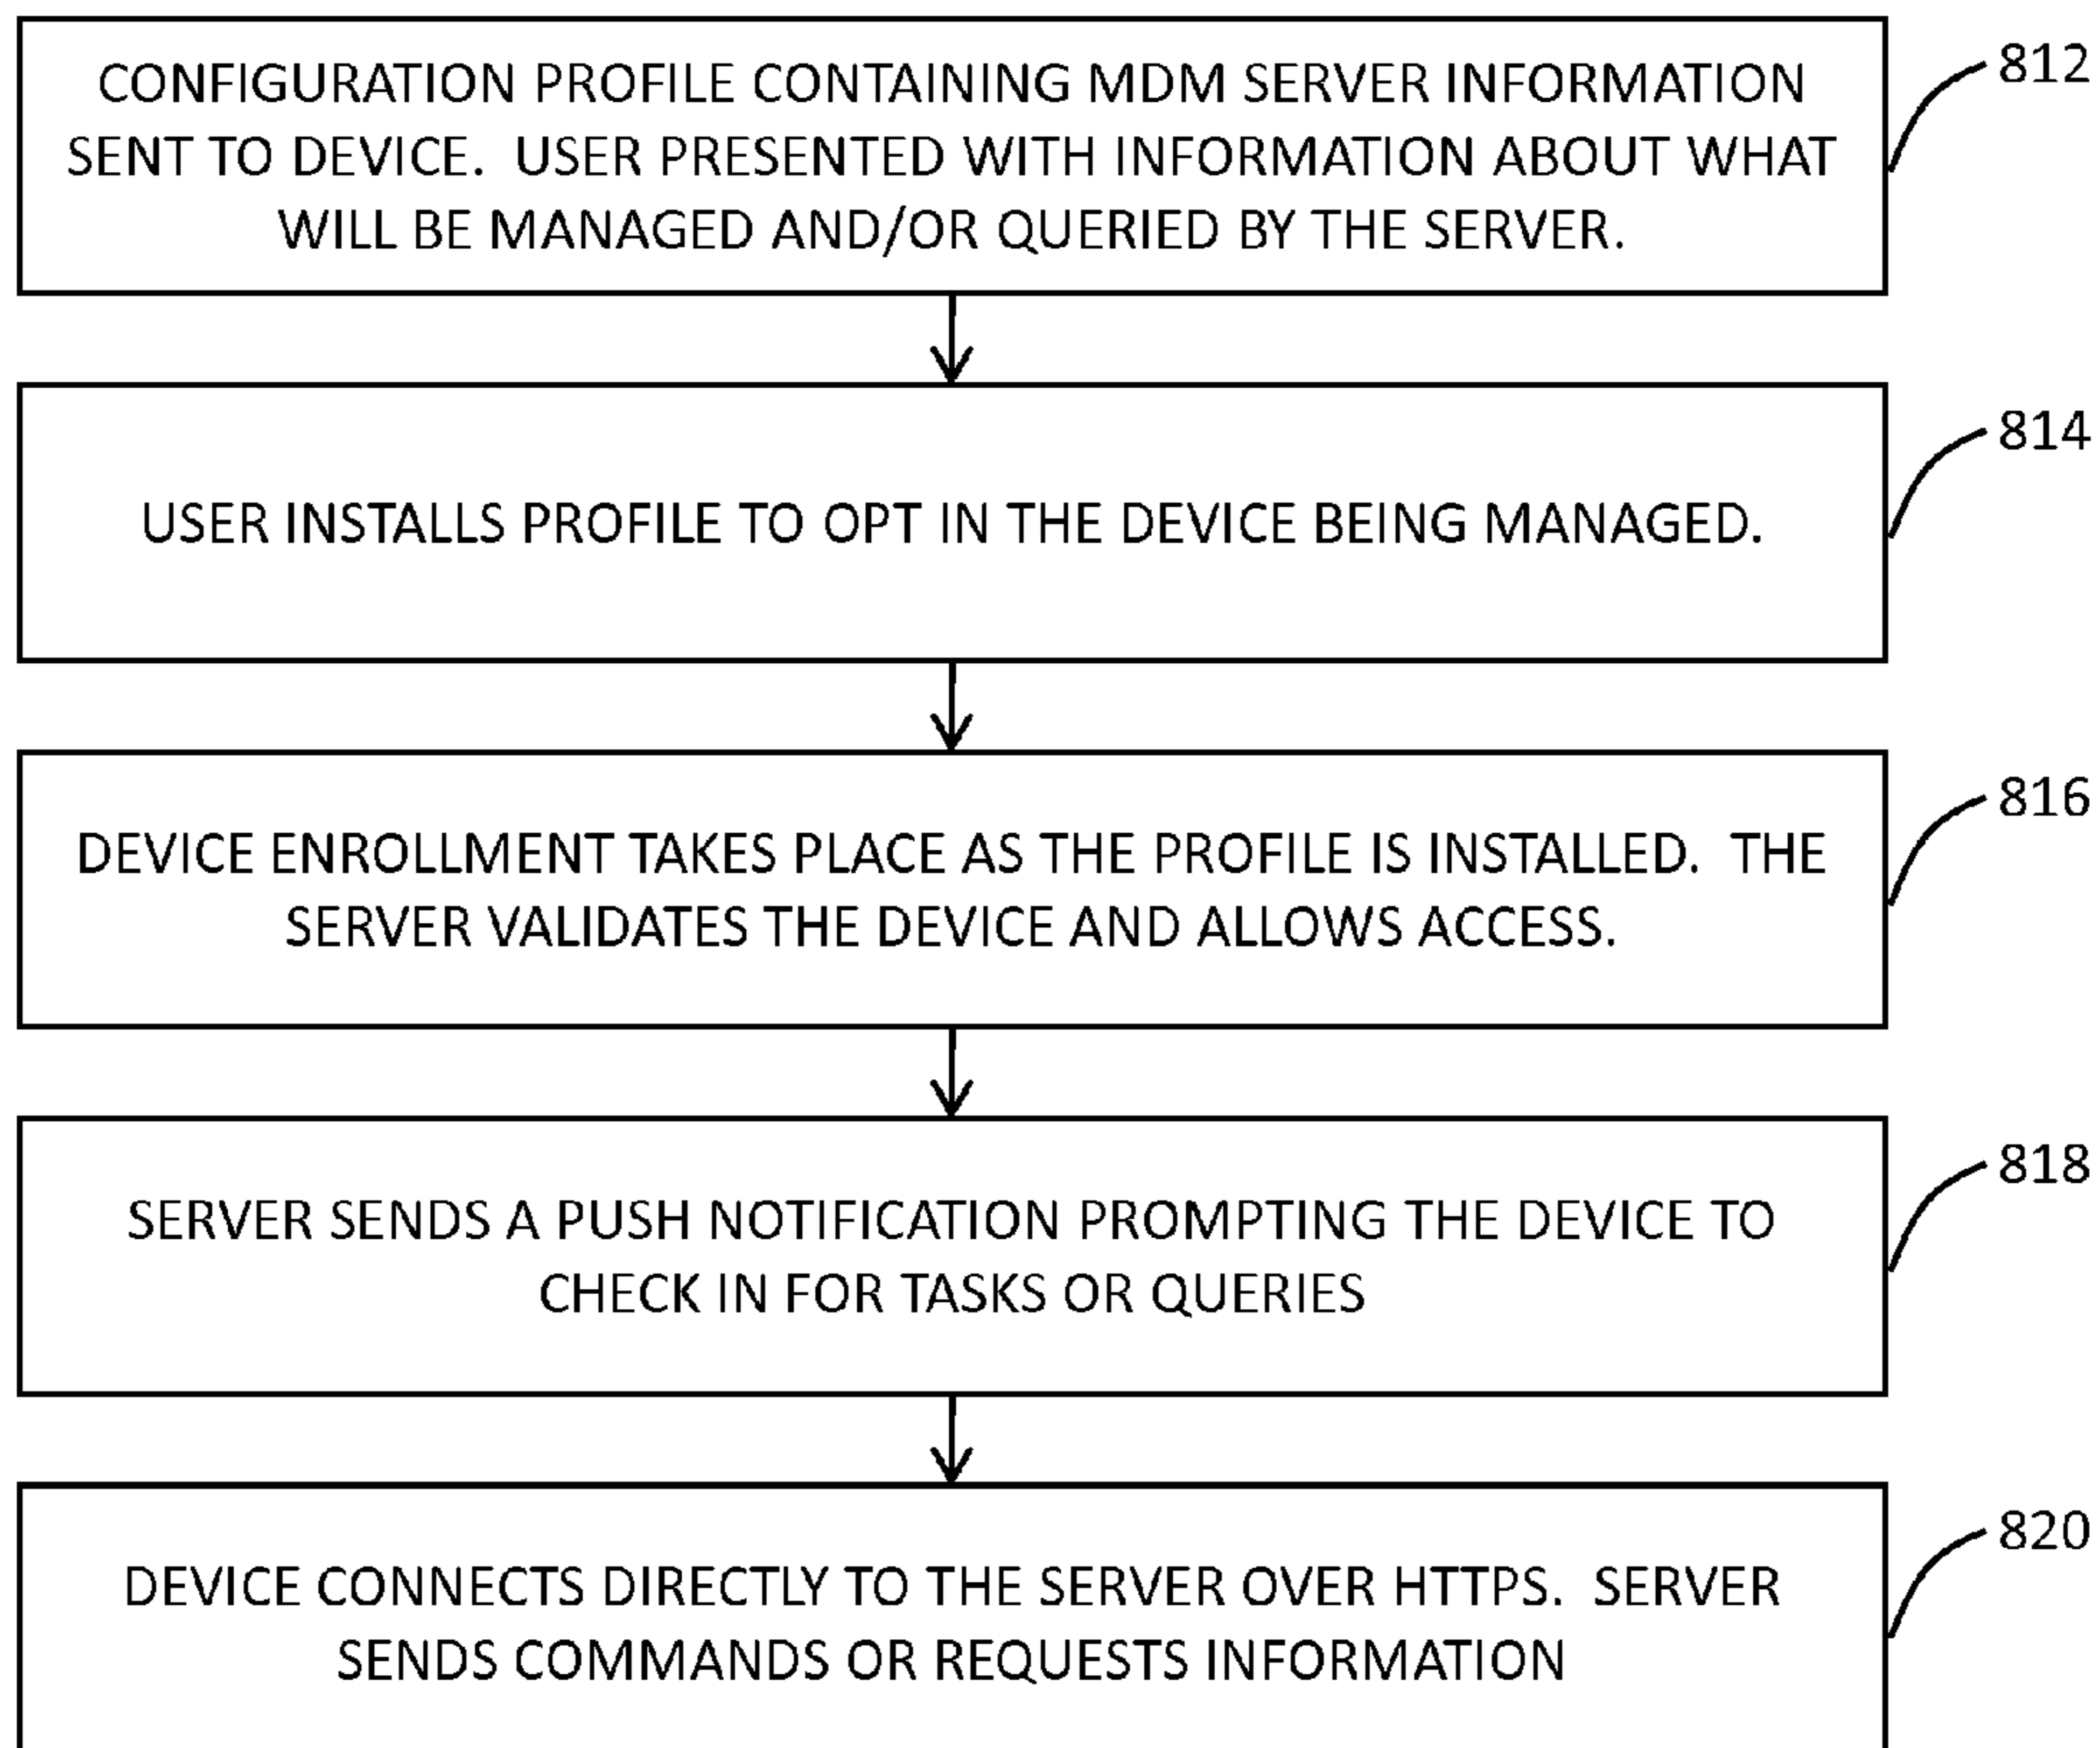 CONFIGURATION PROFILE CONTAINING MDM SERVER INFORMATION
SENT TO DEVICE. USER PRESENTED WITH INFORMATION ABOUT WHAT
WILL BE MANAGED AND/OR QUERIED BY THE SERVER.
812
USER INSTALLS PROFILE TO OPT IN THE DEVICE BEING MANAGED.
814
DEVICE ENROLLMENT TAKES PLACE AS THE PROFILE IS INSTALLED. THE
SERVER VALIDATES THE DEVICE AND ALLOWS ACCESS.
816
SERVER SENDS A PUSH NOTIFICATION PROMPTING THE DEVICE TO
CHECK IN FOR TASKS OR QUERIES
818
DEVICE CONNECTS DIRECTLY TO THE SERVER OVER HTTPS. SERVER
SENDS COMMANDS OR REQUESTS INFORMATION
820